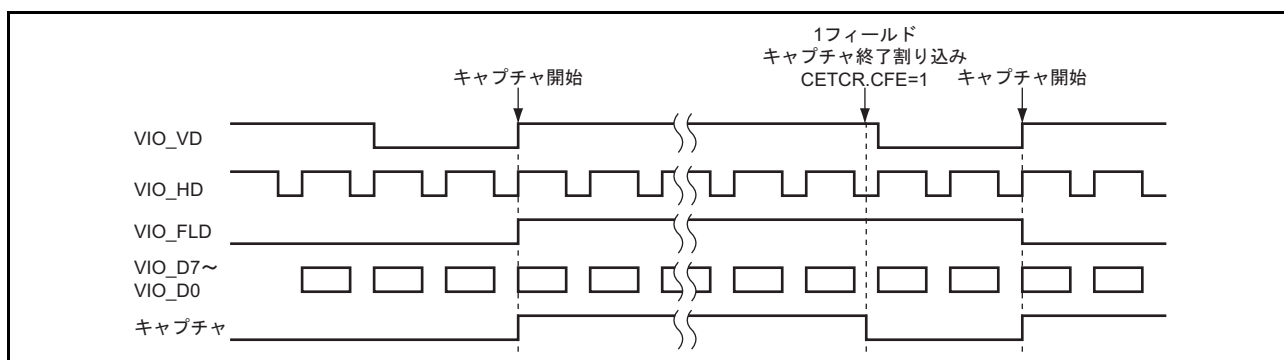 1フィールド
キャプチャ終了割り込み
CETCR.CFE=1
キャプチャ開始
キャプチャ開始
VIO_VD
VIO_HD
VIO_FLD
VIO_D7～
VIO_D0
キャプチャ